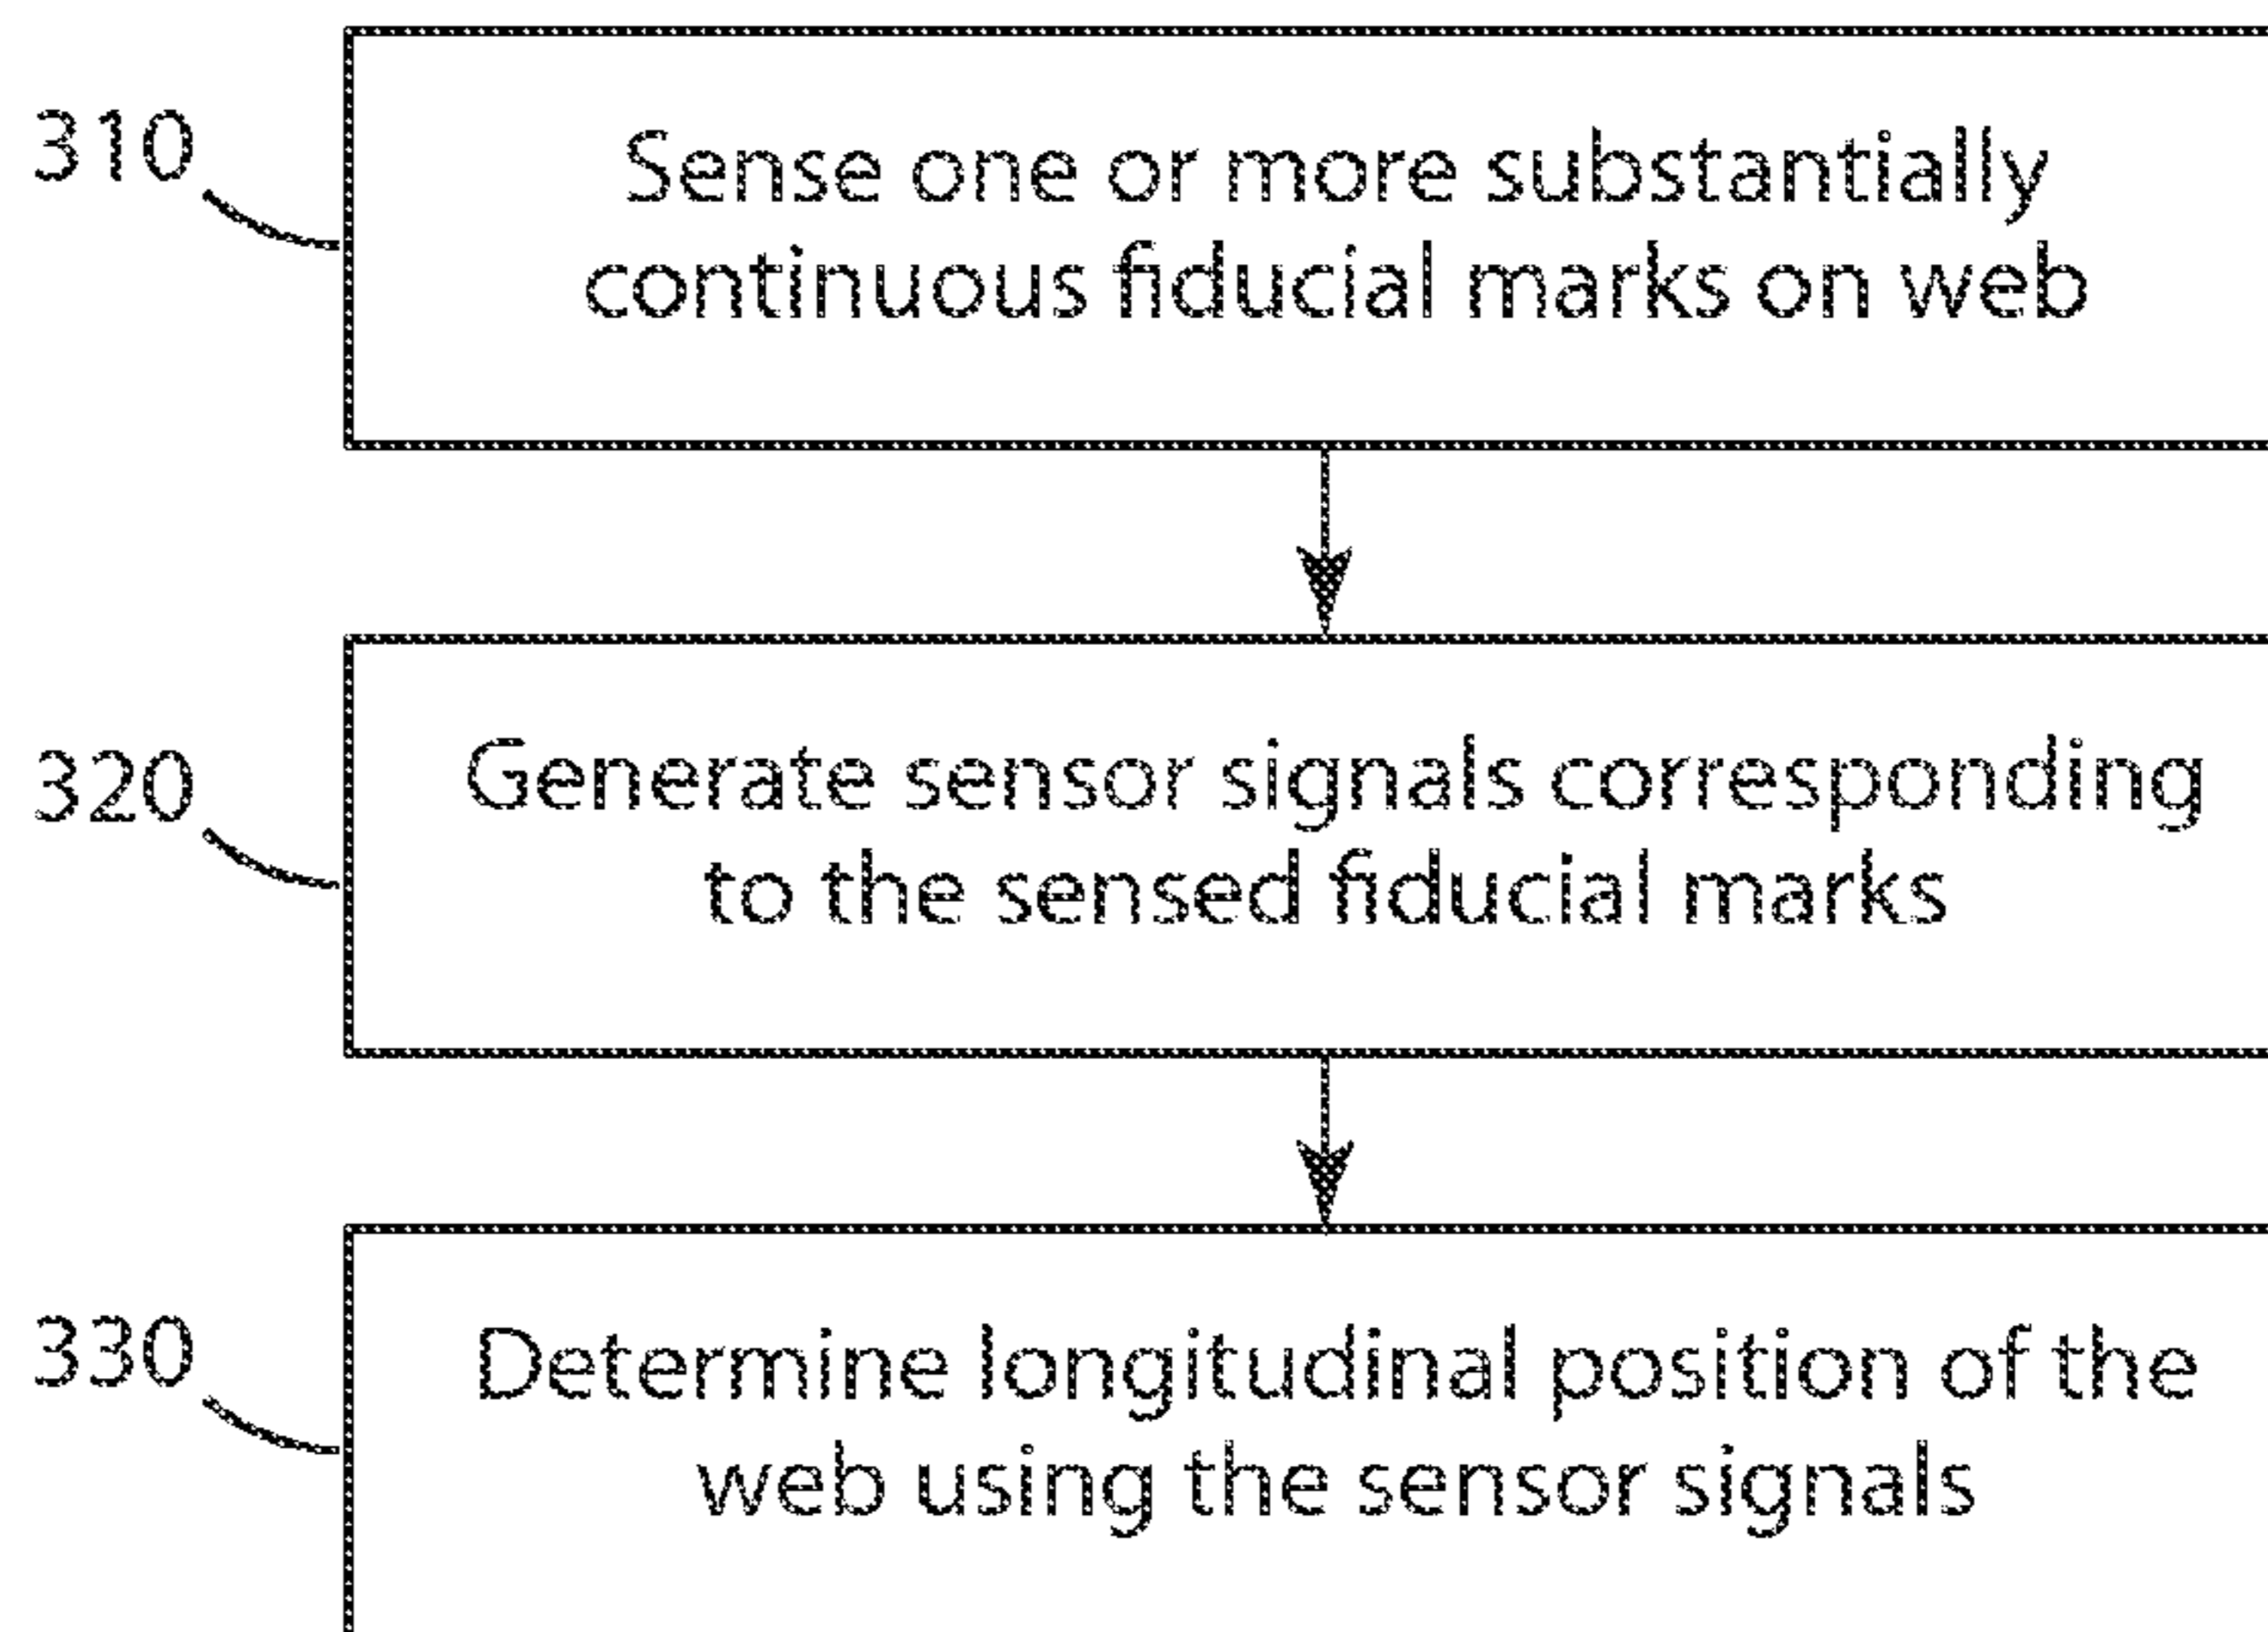 310
Sense one or more substantially
continuous fiducial marks on web
320
Generate sensor signals corresponding
to the sensed fiducial marks
330
Determine longitudinal position of the
web using the sensor signals